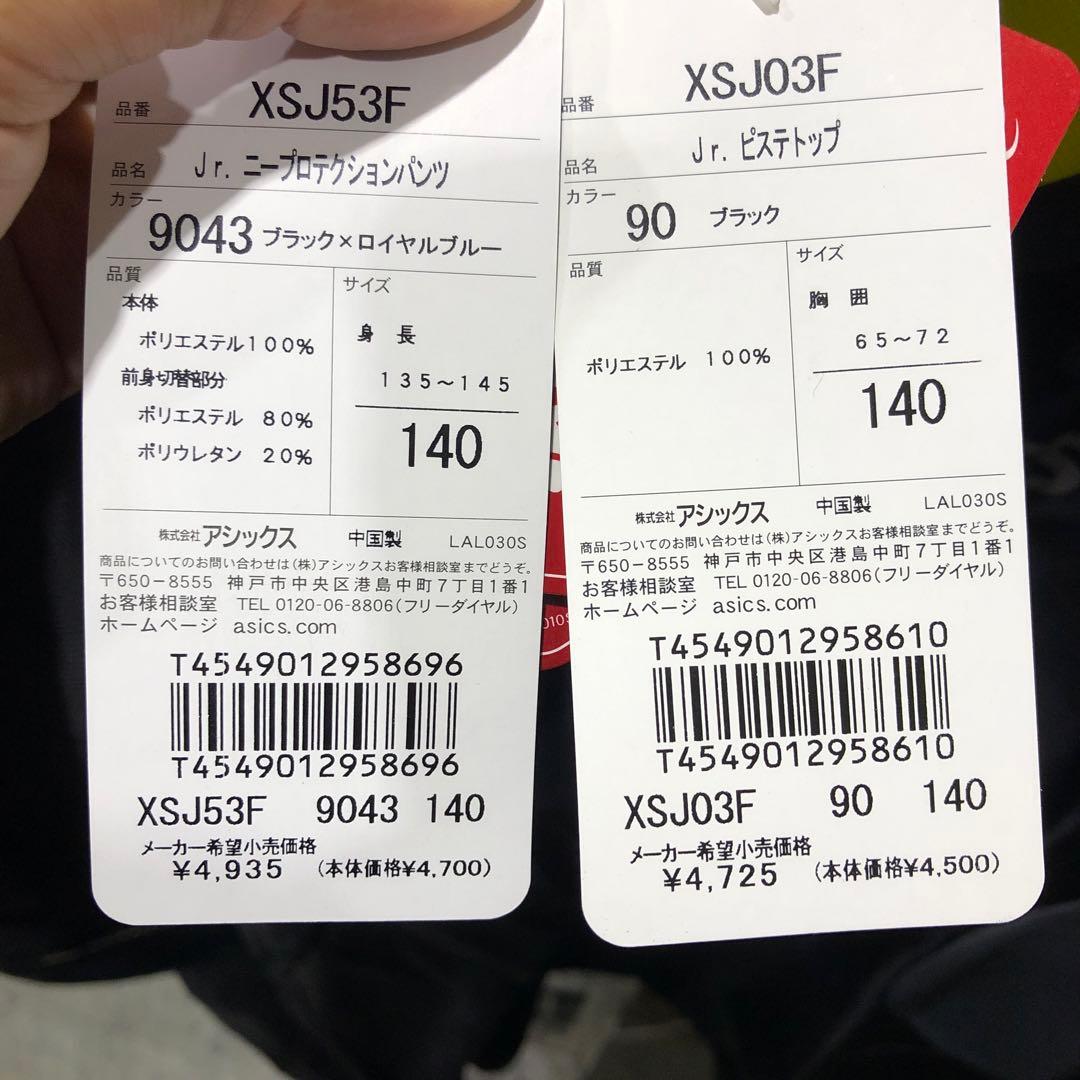 品番 XSJ53F
品名 Jr. ニープロテクションパンツ
カラー
9043 ブラック×ロイヤルブルー
品質
本体
ポリエステル100%
前身切替部分
ポリエステル 80%
ポリウレタン 20%
サイズ
身 長
135～145
140
株式会社アシックス 中国製 LAL030S
商品についてのお問い合わせは(株)アシックスお客様相談室までどうぞ。
〒650-8555 神戸市中央区港島中町7丁目1番1
お客様相談室 TEL 0120-06-8806(フリーダイヤル)
ホームページ asics.com
T4549012958696
T4549012958696
XSJ53F 9043 140
メーカー希望小売価格
¥4,935 (本体価格¥4,700)
品番 XSJ03F
品名 Jr. ピステトップ
カラー
90 ブラック
品質
ポリエステル 100%
サイズ
胸 囲
65～72
140
株式会社アシックス 中国製 LAL030S
商品についてのお問い合わせは(株)アシックスお客様相談室までどうぞ。
〒650-8555 神戸市中央区港島中町7丁目1番1
お客様相談室 TEL 0120-06-8806(フリーダイヤル)
ホームページ asics.com
T4549012958610
T4549012958610
XSJ03F 90 140
メーカー希望小売価格
¥4,725 (本体価格¥4,500)